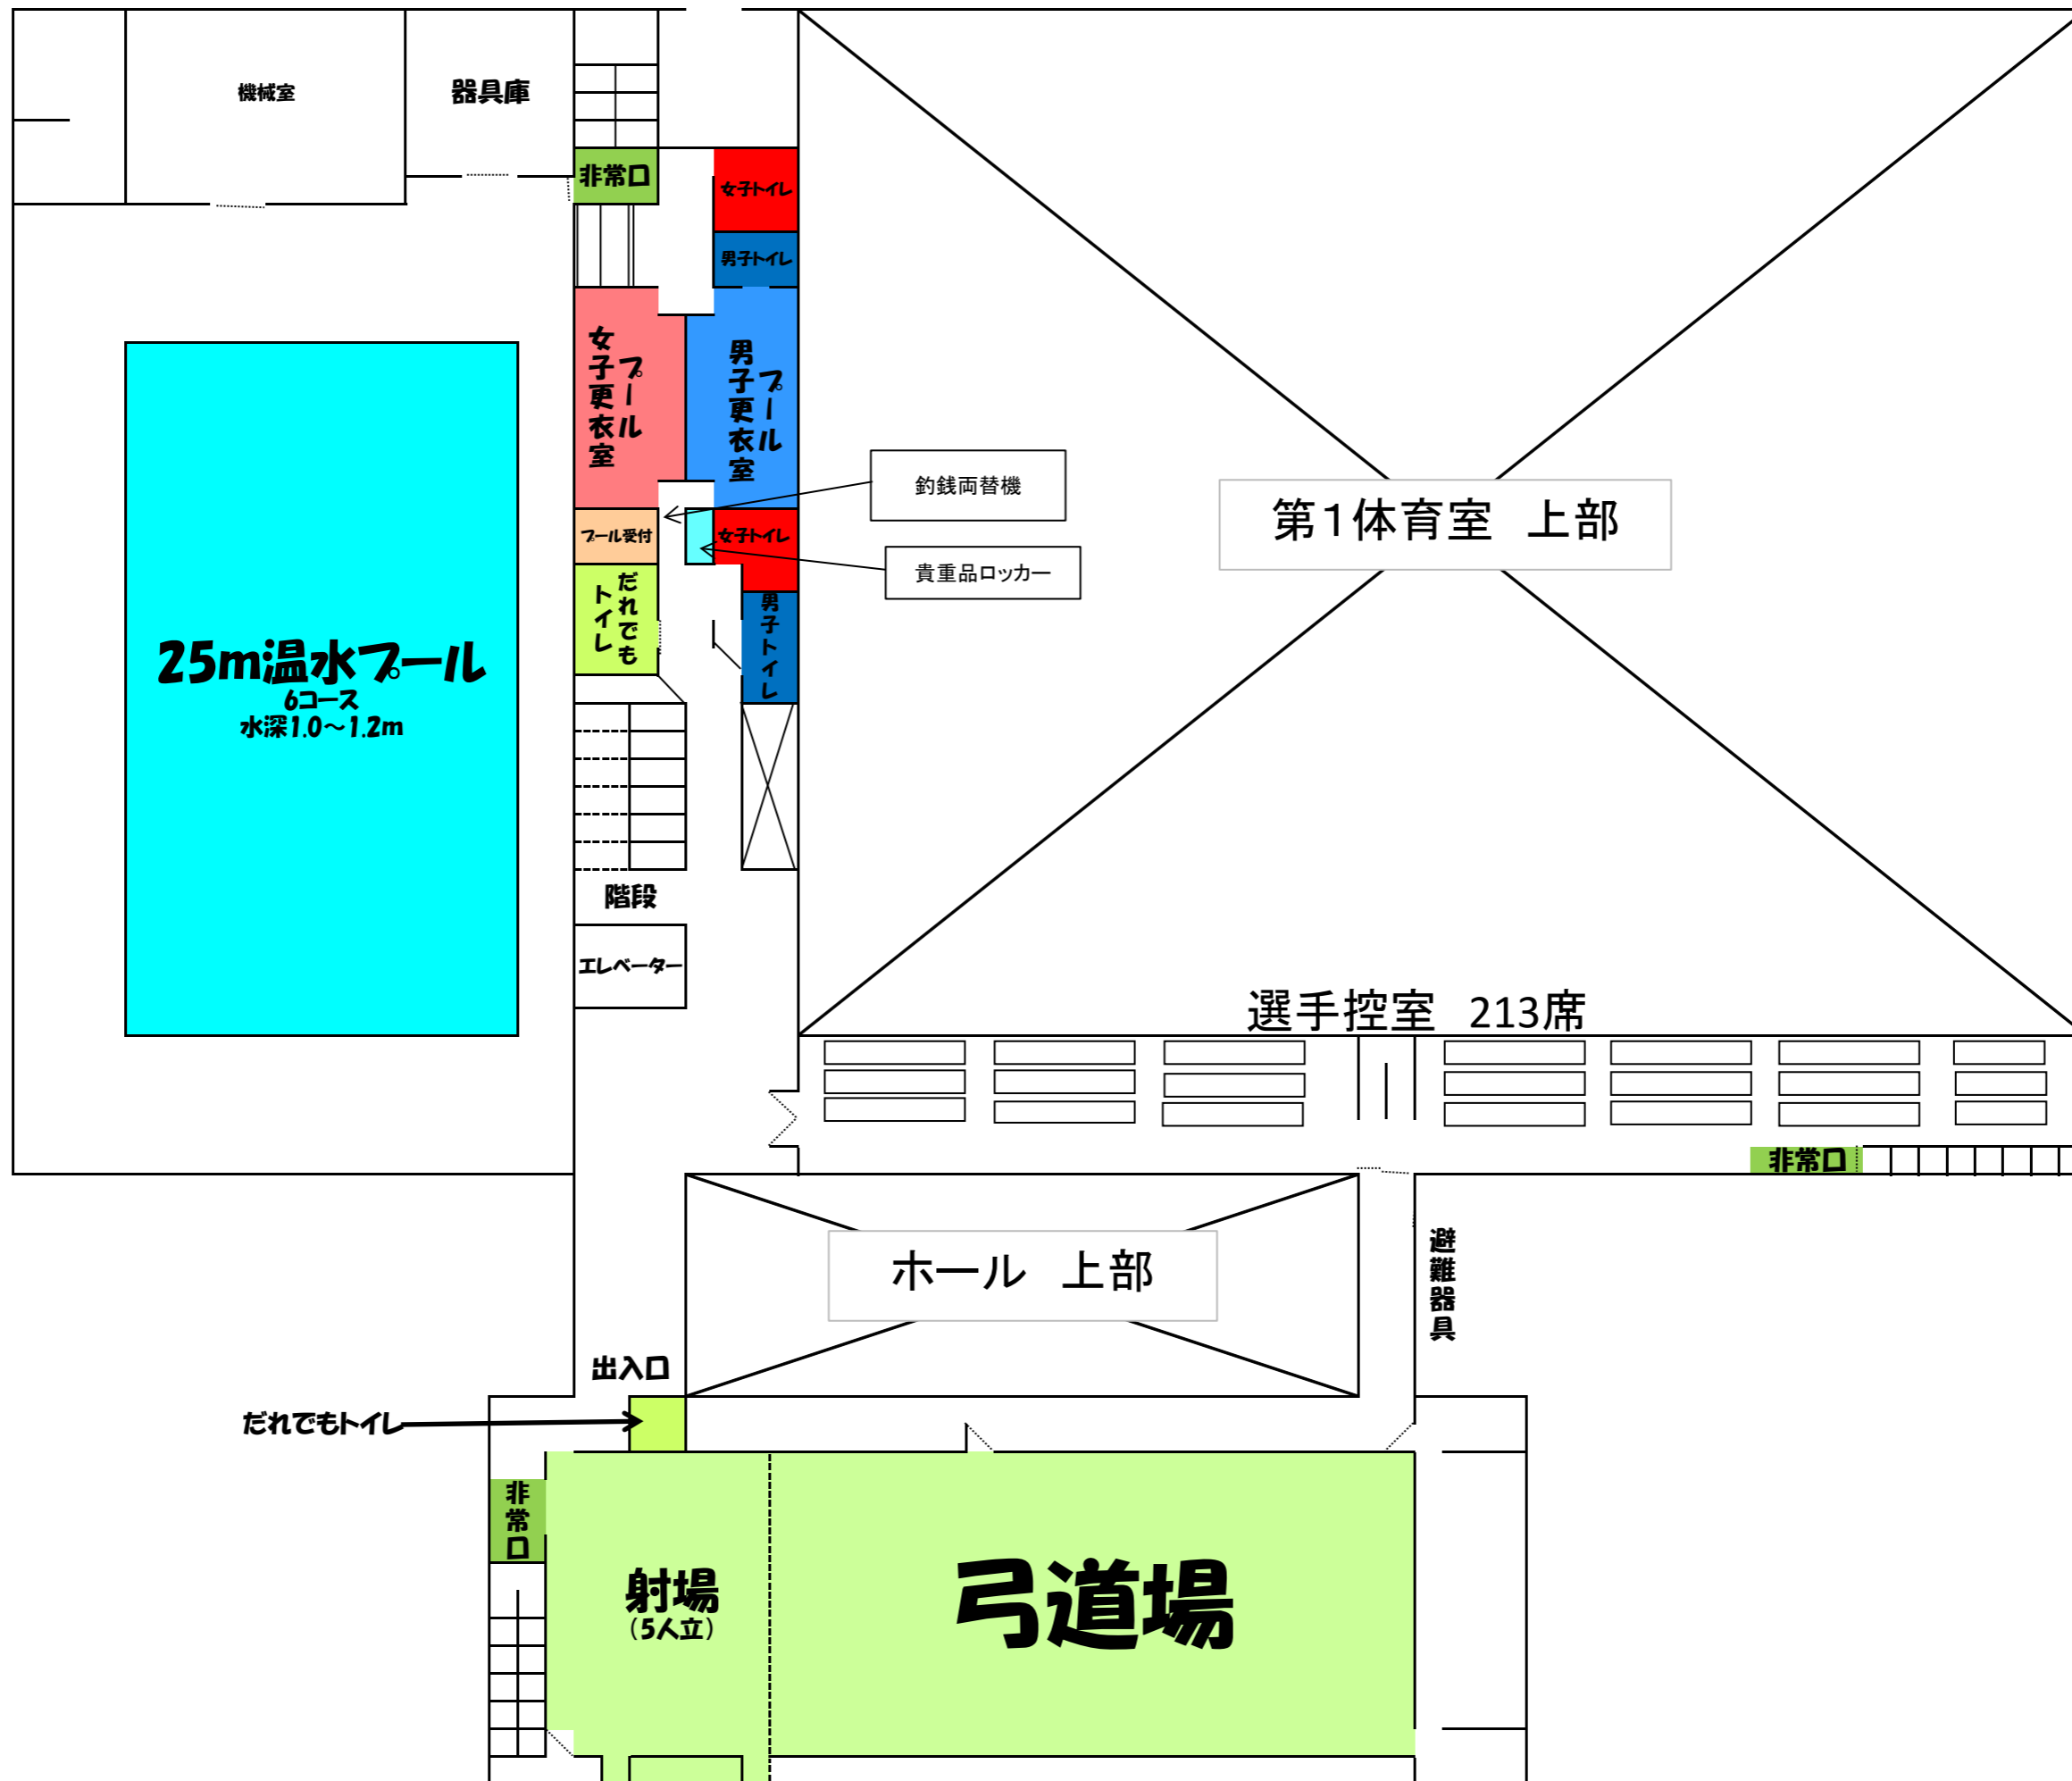 機械室
器具庫
非常口
女子トイレ
男子トイレ
プール
女子更衣室
プール
男子更衣室
釣銭両替機
第1体育室　上部
プール受付
女子トイレ
貴重品ロッカー
だれでも
トイレ
男子トイレ
25m温水プール
6コース
水深1.0～1.2m
階段
エレベーター
選手控室　213席
非常口
ホール　上部
避難器具
出入口
だれでもトイレ
非常口
射場
（5人立）
弓道場